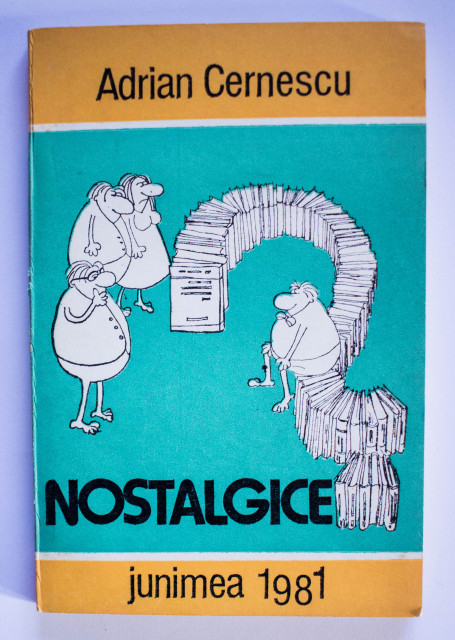 Adrian Cernescu
NOSTALGICE
junimea 1981